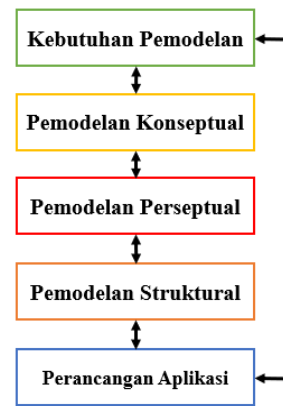 Kebutuhan Pemodelan
Pemodelan Konseptual
Pemodelan Perseptual
Pemodelan Struktural
Perancangan Aplikasi